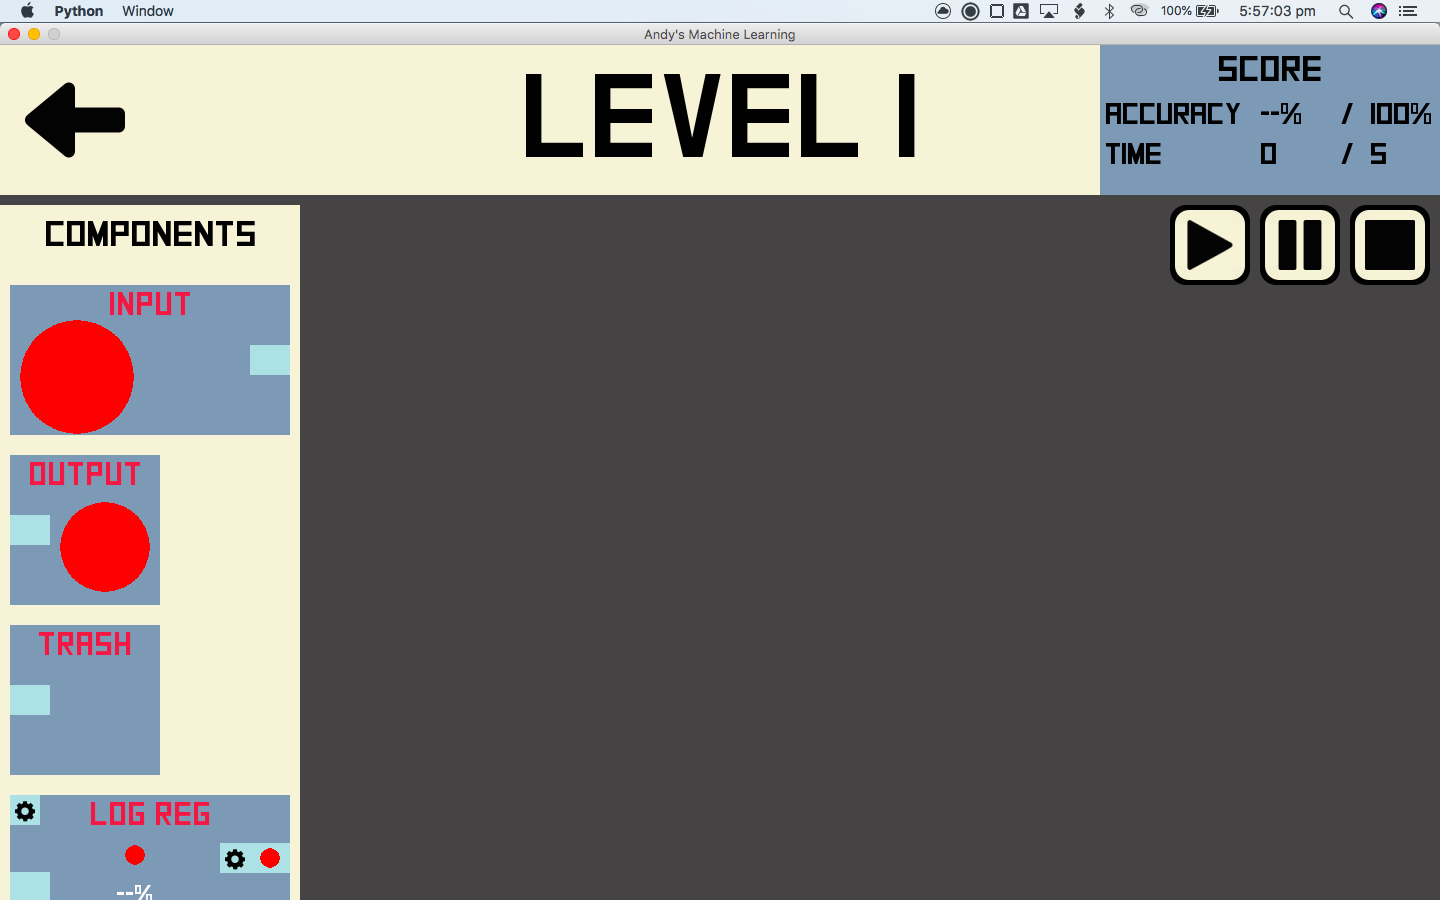 Python Window 100% 5:57:03 pm
Andy's Machine Learning
LEVEL 1
SCORE
ACCURACY --% / 100%
TIME 0 / 5
COMPONENTS
INPUT
OUTPUT
TRASH
LOG REG
--%